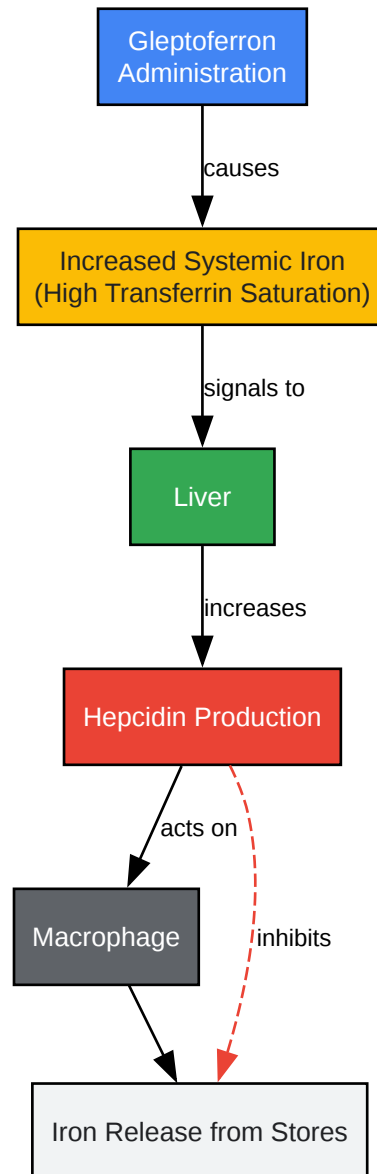 Gleptoferron
Administration
causes
Increased Systemic Iron
(High Transferrin Saturation)
signals to
Liver
increases
Hepcidin Production
acts on
Macrophage
inhibits
Iron Release from Stores